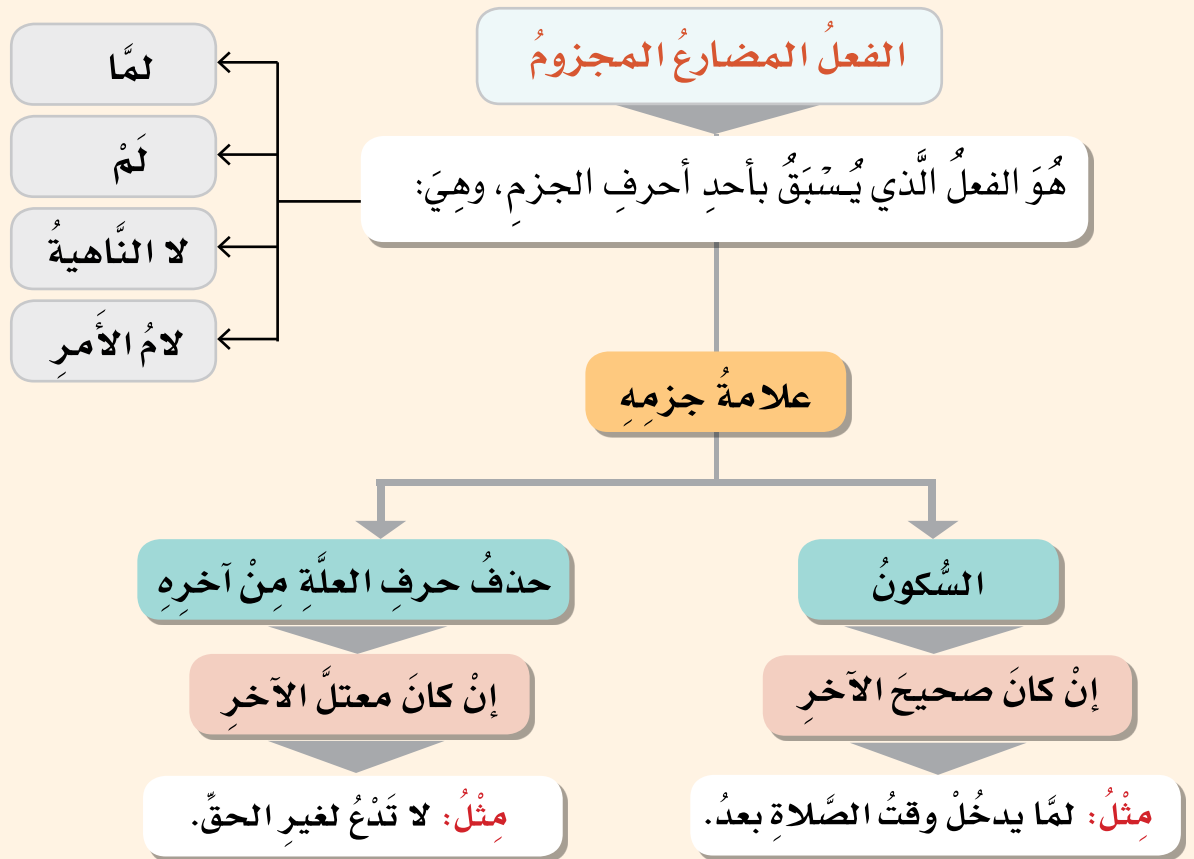 الفعلُ المضارعُ المجزومُ
هُوَ الفعلُ الَّذي يُسْبَقُ بأحدِ أحرفِ الجزمِ، وهِيَ:
لمَّا
لَمْ
لا النَّاهيةُ
لامُ الأَمرِ
علامةُ جزمِهِ
السُّكونُ
حذفُ حرفِ العلَّةِ مِنْ آخرِهِ
إنْ كانَ صحيحَ الآخرِ
إنْ كانَ معتلَّ الآخرِ
مِثْلُ: لمَّا يدخُلْ وقتُ الصَّلاةِ بعدُ.
مِثْلُ: لا تَدْعُ لغيرِ الحقِّ.